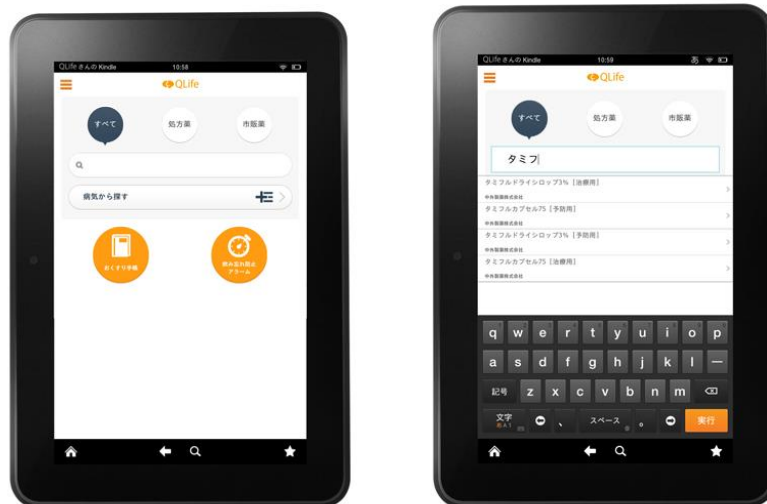 QLife さんの Kindle 10:58
QLife
すべて
処方薬
市販薬
病気から探す
おくすり手帳
飲み忘れ防止
アラーム
QLife さんの Kindle 10:59 あ
QLife
すべて
処方薬
市販薬
タミフ
タミフルドライシロップ3% [治療用]
中外製薬株式会社
タミフルカプセル75 [予防用]
中外製薬株式会社
タミフルドライシロップ3% [予防用]
中外製薬株式会社
タミフルカプセル75 [治療用]
中外製薬株式会社
q w e r t y u i o p
a s d f g h j k l ー
記号 z x c v b n m
文字 、 スペース 。 実行
あA1